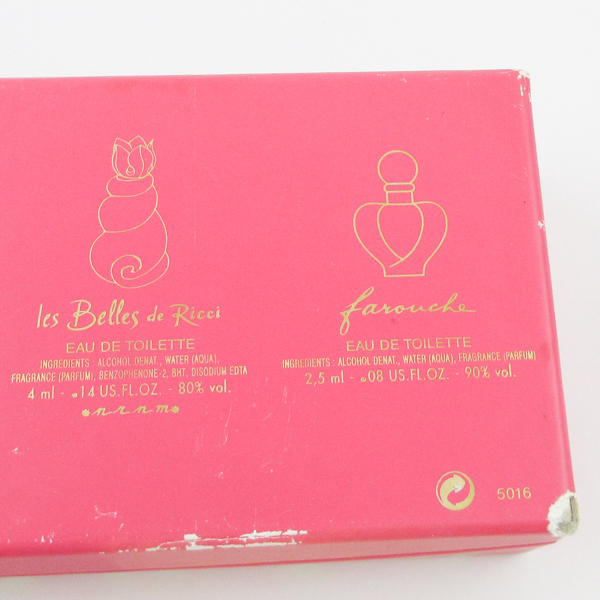 les Belles de Ricci
EAU DE TOILETTE
INGREDIENTS : ALCOHOL DENAT., WATER (AQUA),
FRAGRANCE (PARFUM), BENZOPHENONE-2, BHT, DISODIUM EDTA
4 ml - .14 US.FL.OZ. - 80% vol.
farouche
EAU DE TOILETTE
INGREDIENTS : ALCOHOL DENAT., WATER (AQUA), FRAGRANCE (PARFUM)
2,5 ml - .08 US.FL.OZ. - 90% vol.
5016